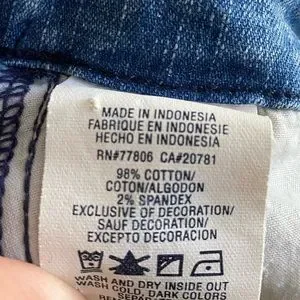 MADE IN INDONESIA
FABRIQUE EN INDONESIE
HECHO EN INDONESIA
RN#77806 CA#20781
98% COTTON/
COTON/ALGODON
2% SPANDEX
EXCLUSIVE OF DECORATION/
SAUF DECORATION/
EXCEPTO DECORACION
WASH AND DRY INSIDE OUT
WASH COLD, DARK COLORS